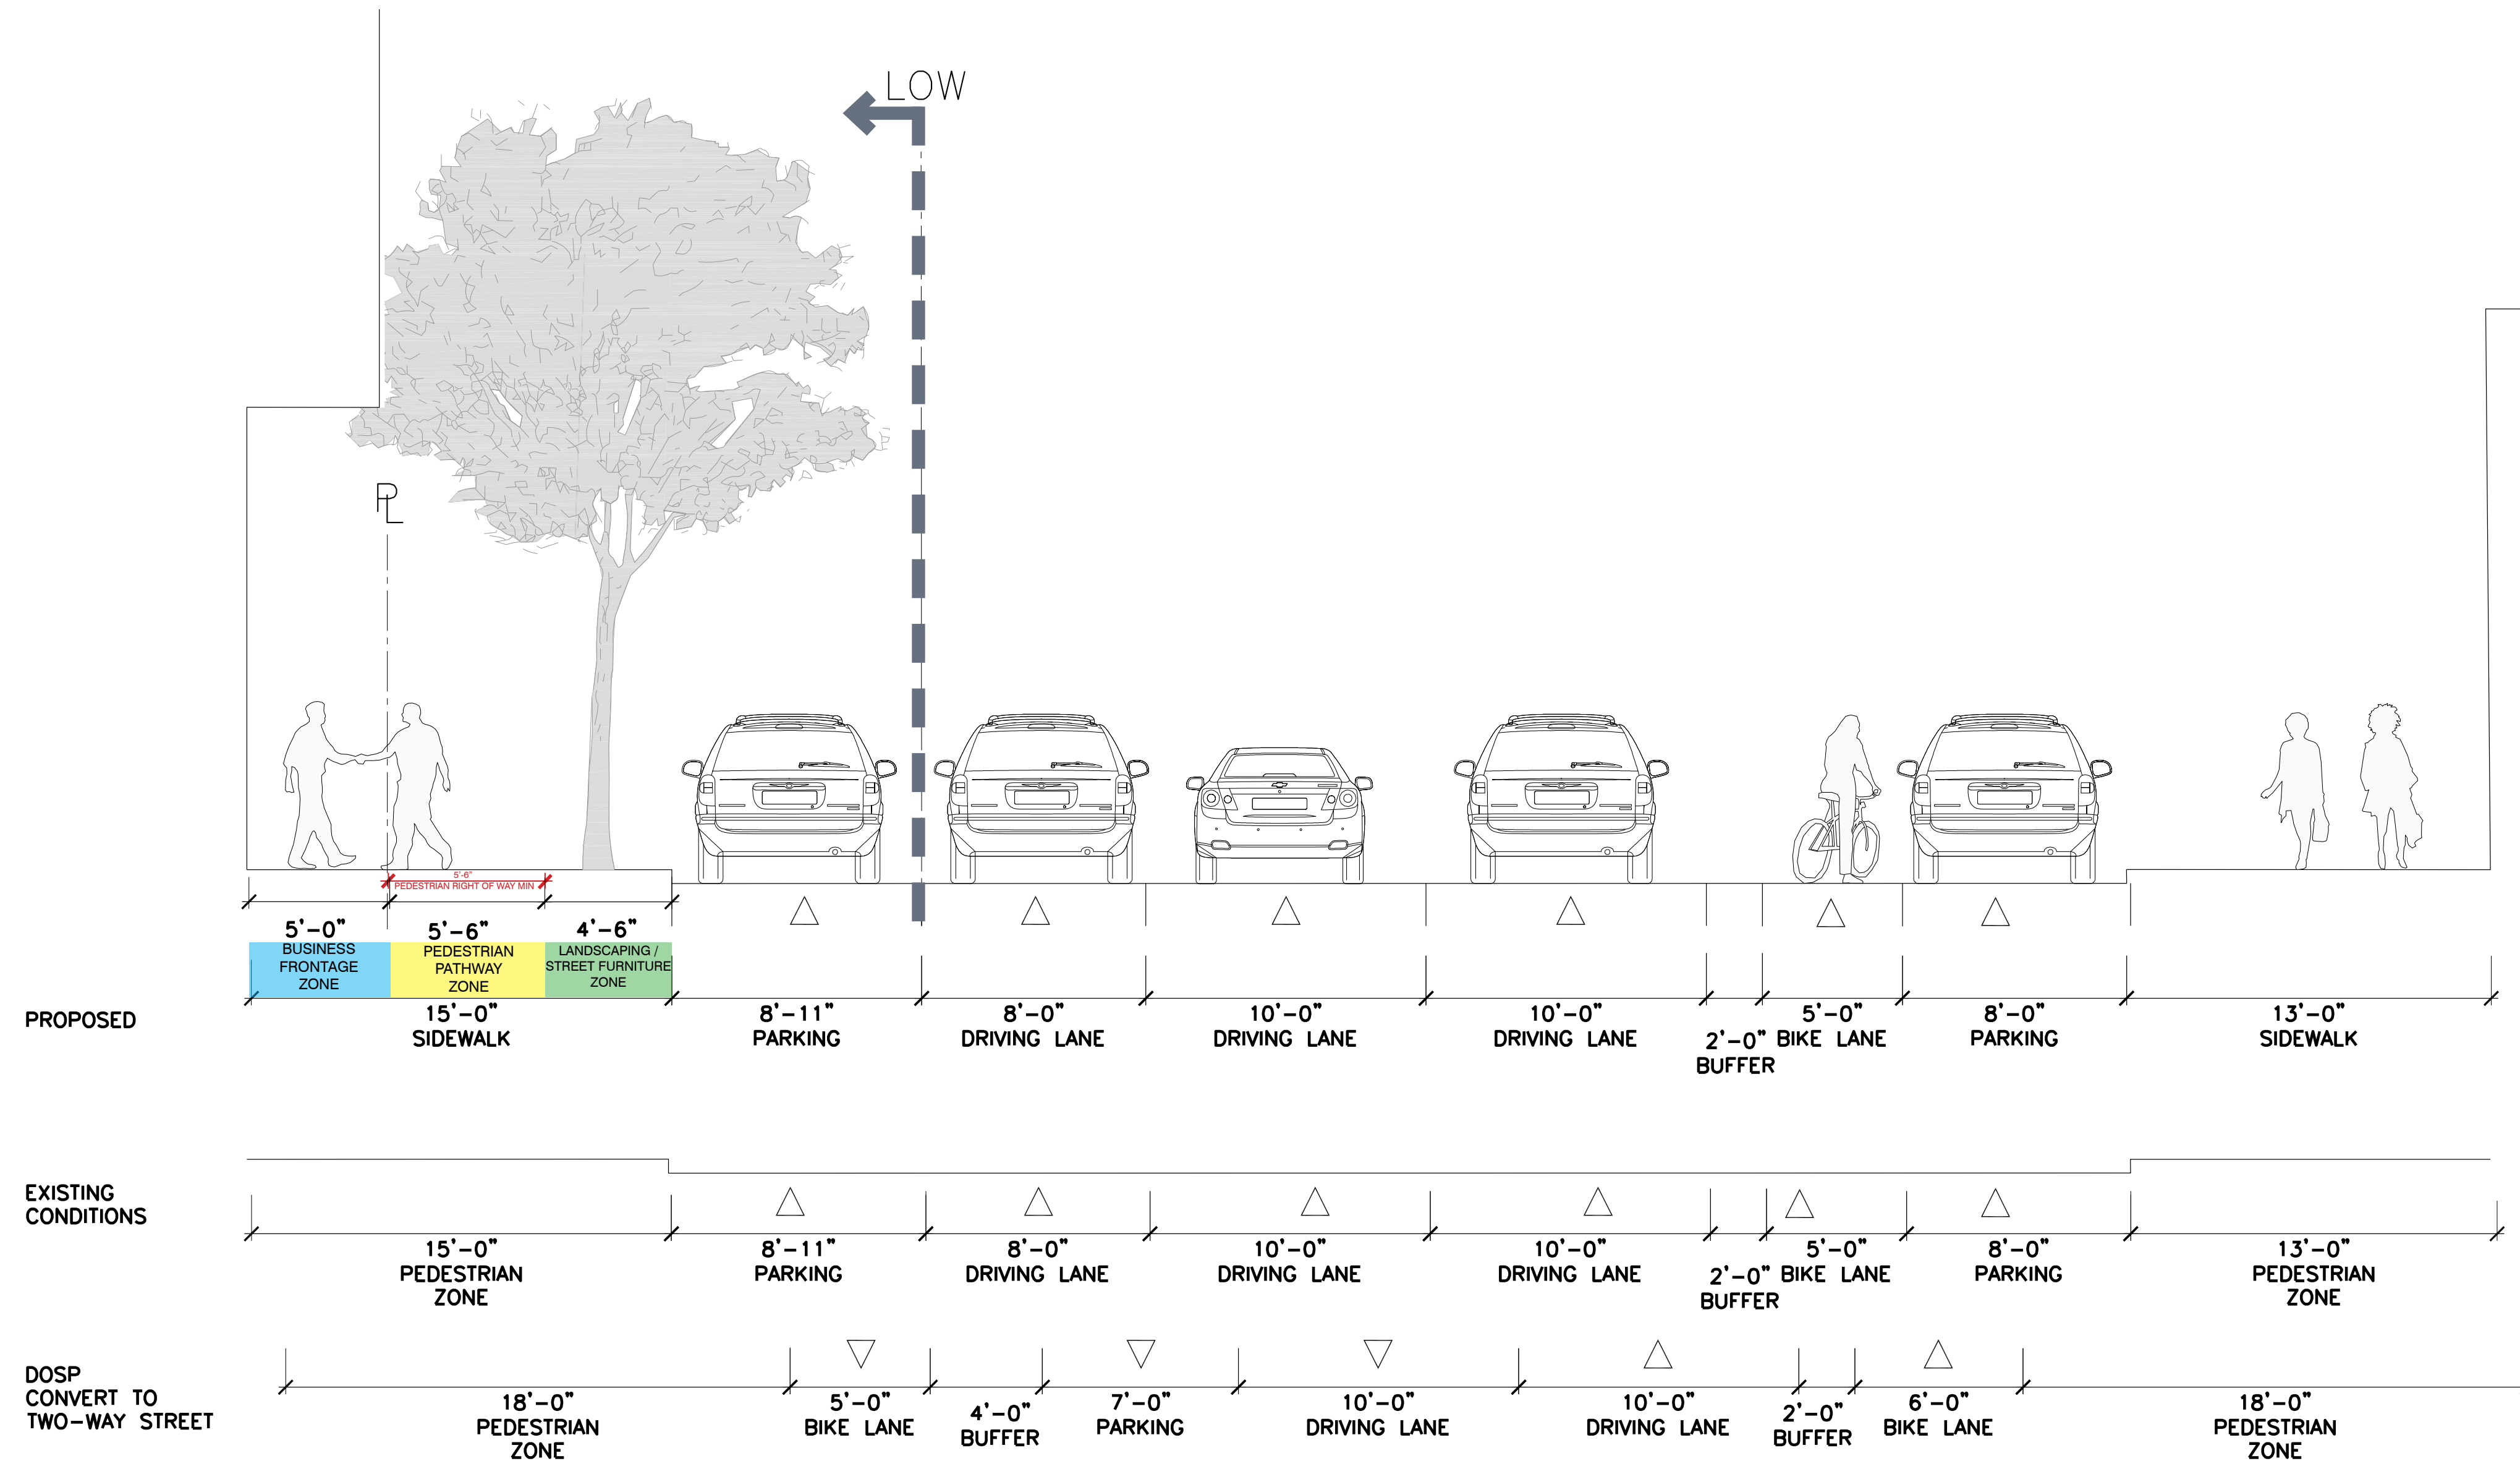 LOW
PL
5'-6"
PEDESTRIAN RIGHT OF WAY MIN
5'-0" 5'-6" 4'-6"
BUSINESS
FRONTAGE
ZONE
PEDESTRIAN
PATHWAY
ZONE
LANDSCAPING /
STREET FURNITURE
ZONE
PROPOSED
15'-0"
SIDEWALK
8'-11"
PARKING
8'-0"
DRIVING LANE
10'-0"
DRIVING LANE
10'-0"
DRIVING LANE
2'-0"
BUFFER
5'-0"
BIKE LANE
8'-0"
PARKING
13'-0"
SIDEWALK
EXISTING
CONDITIONS
15'-0"
PEDESTRIAN
ZONE
8'-11"
PARKING
8'-0"
DRIVING LANE
10'-0"
DRIVING LANE
10'-0"
DRIVING LANE
2'-0"
BUFFER
5'-0"
BIKE LANE
8'-0"
PARKING
13'-0"
PEDESTRIAN
ZONE
DOSP
CONVERT TO
TWO-WAY STREET
18'-0"
PEDESTRIAN
ZONE
5'-0"
BIKE LANE
4'-0"
BUFFER
7'-0"
PARKING
10'-0"
DRIVING LANE
10'-0"
DRIVING LANE
2'-0"
BUFFER
6'-0"
BIKE LANE
18'-0"
PEDESTRIAN
ZONE